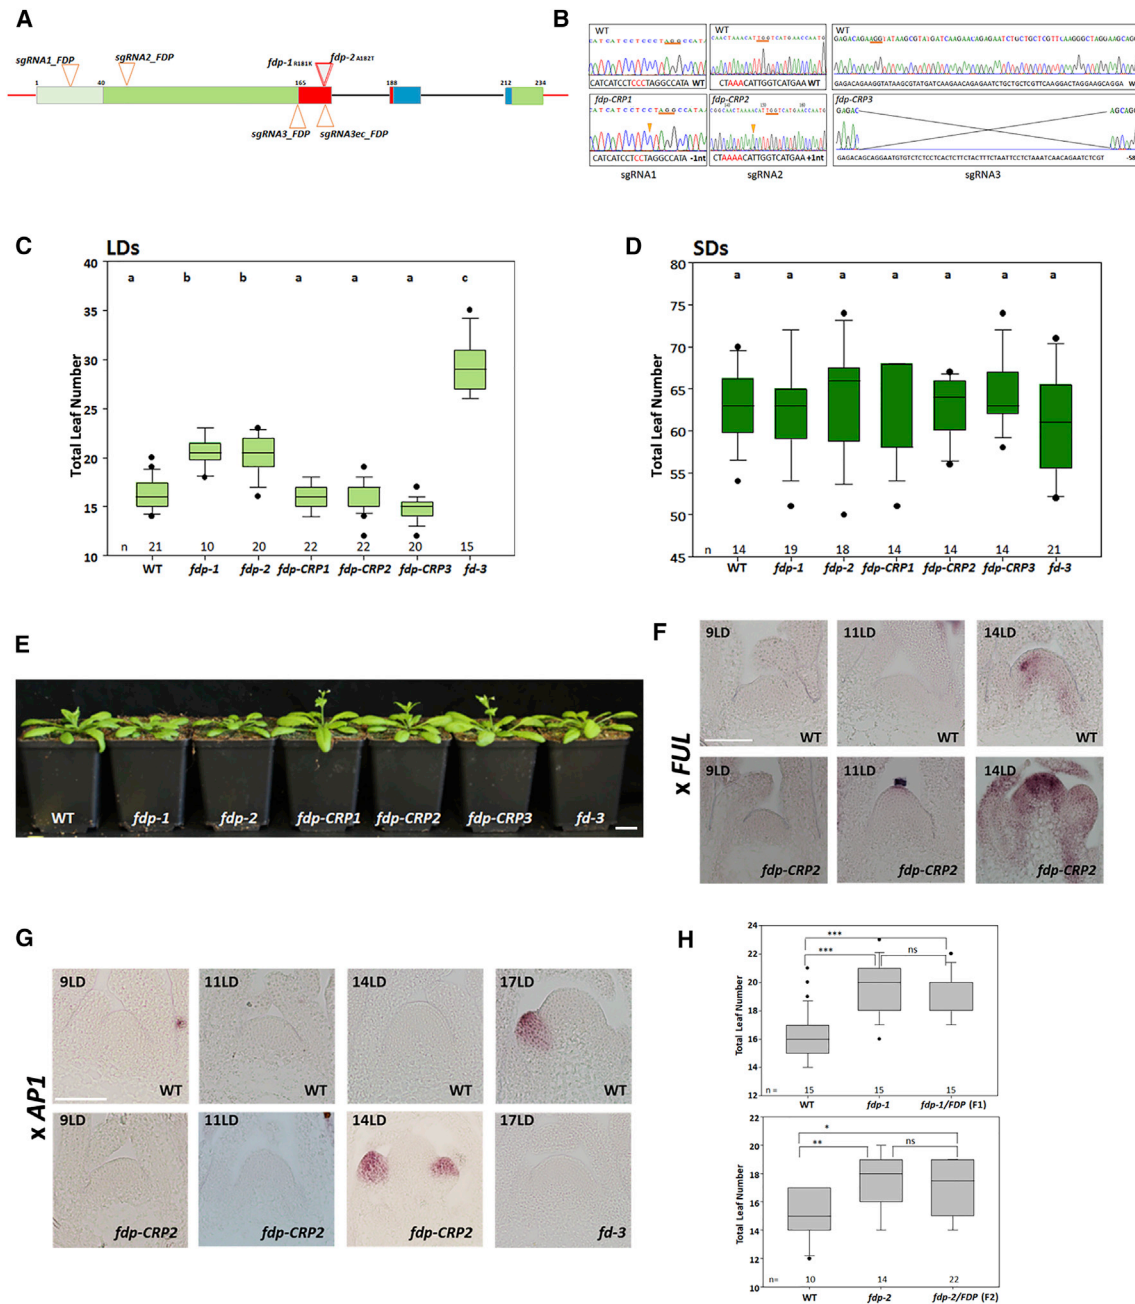 A
sgRNA1_FDP
sgRNA2_FDP
fdp-1R181K
fdp-2A182T
1
40
165
188
212
234
sgRNA3_FDP
sgRNA3ec_FDP
B
WT
CATCATCCTCCCTAGGCCATA
CATCATCCTCCCTAGGCCATA WT
fdp-CRP1
CATCATCCTCCTAGGCCATA
CATCATCCTCCTAGGCCATA -1nt
sgRNA1
WT
CAACTAAACATTGGTCATGAACCAATG
CTAAACATTGGTCATGAA WT
fdp-CRP2
CTAAAACATTGGTCATGAA +1nt
sgRNA2
WT
fdp-CRP3
GAGAC
AGCAG
sgRNA3
C
LDs
Total Leaf Number
40
35
30
25
20
15
10
a b b a a a c
n 21 10 20 22 22 20 15
WT fdp-1 fdp-2 fdp-CRP1 fdp-CRP2 fdp-CRP3 fd-3
D
SDs
Total Leaf Number
80
75
70
65
60
55
50
45
a a a a a a a
n 14 19 18 14 14 14 21
WT fdp-1 fdp-2 fdp-CRP1 fdp-CRP2 fdp-CRP3 fd-3
E
WT fdp-1 fdp-2 fdp-CRP1 fdp-CRP2 fdp-CRP3 fd-3
F
x FUL
9LD 11LD 14LD
WT WT WT
9LD 11LD 14LD
fdp-CRP2 fdp-CRP2 fdp-CRP2
G
x AP1
9LD 11LD 14LD 17LD
WT WT WT WT
9LD 11LD 14LD 17LD
fdp-CRP2 fdp-CRP2 fdp-CRP2 fd-3
H
Total Leaf Number
24
22
20
18
16
14
12
***
*** ns
n = 15 15 15
WT fdp-1 fdp-1/FDP (F1)
Total Leaf Number
22
20
18
16
14
12
10
*
** ns
n= 10 14 22
WT fdp-2 fdp-2/FDP (F2)